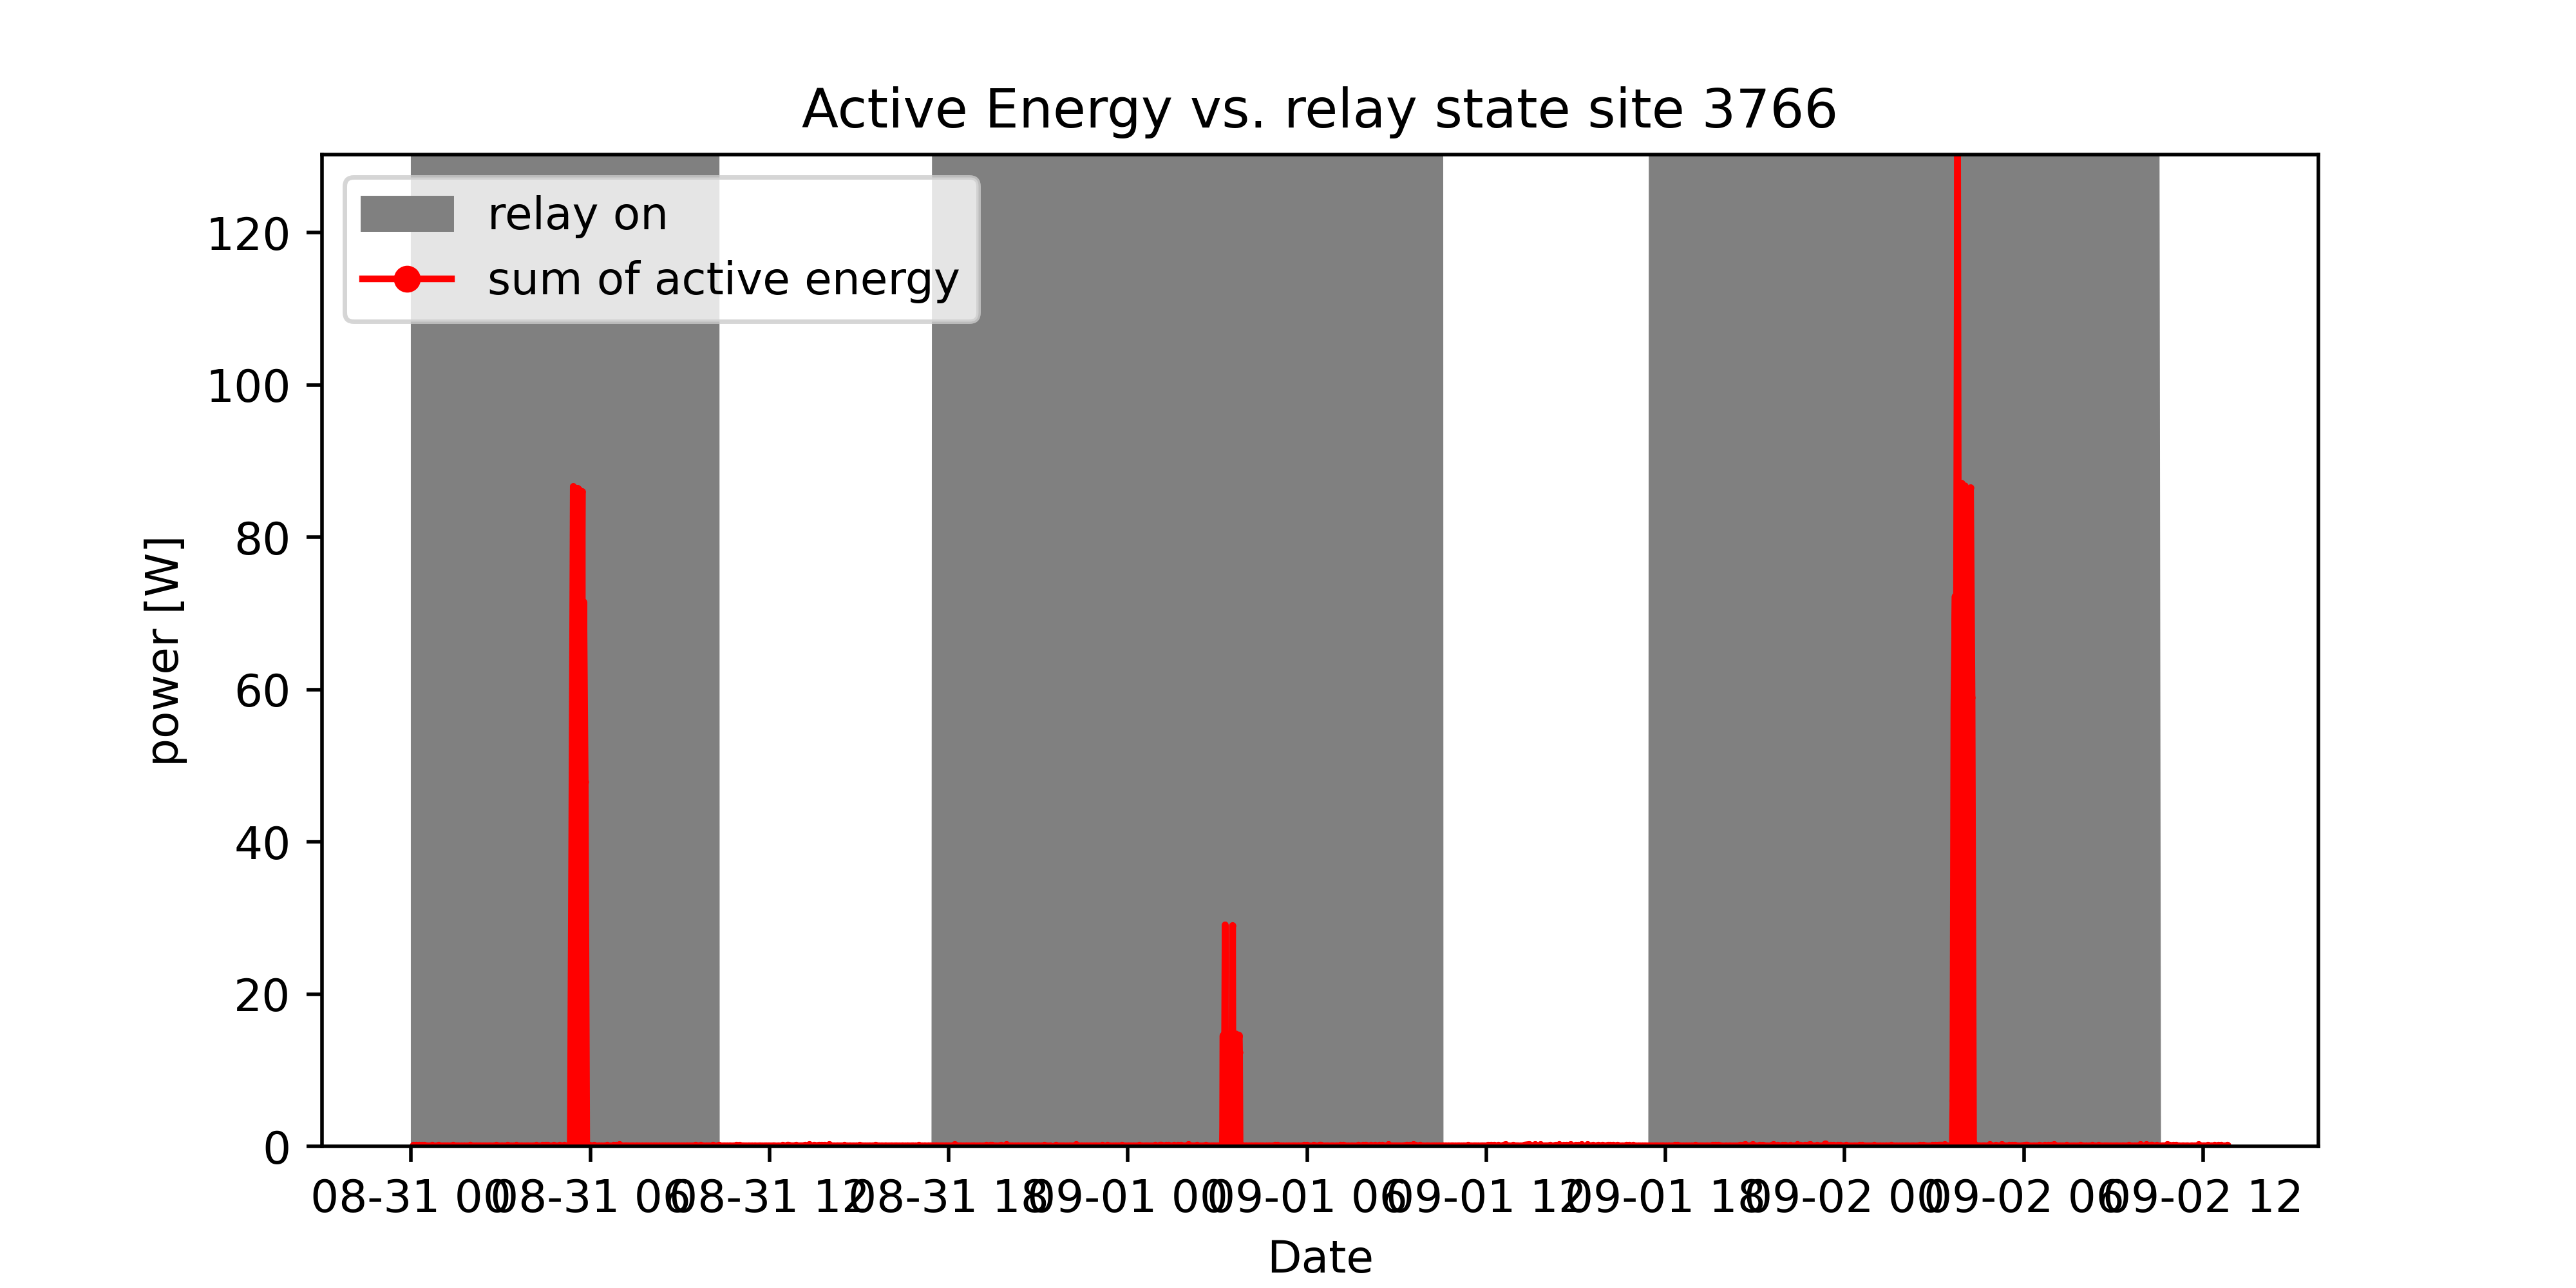 Active Energy vs. relay state site 3766
relay on
sum of active energy
120
100
80
60
40
20
0
power [W]
08-31 00 08-31 06 08-31 12 08-31 18 09-01 00 09-01 06 09-01 12 09-01 18 09-02 00 09-02 06 09-02 12
Date